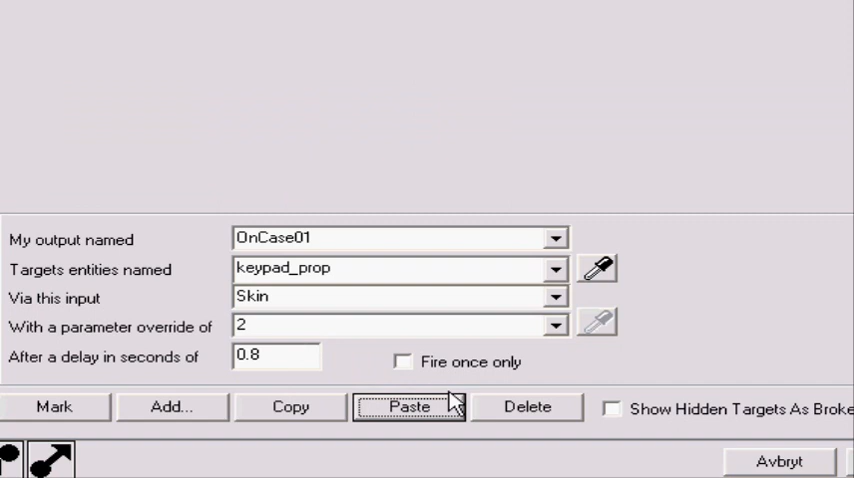 My output named OnCase01
Targets entities named keypad_prop
Via this input Skin
With a parameter override of 2
After a delay in seconds of 0.8 Fire once only
Mark Add... Copy Paste Delete Show Hidden Targets As Broke
Avbryt